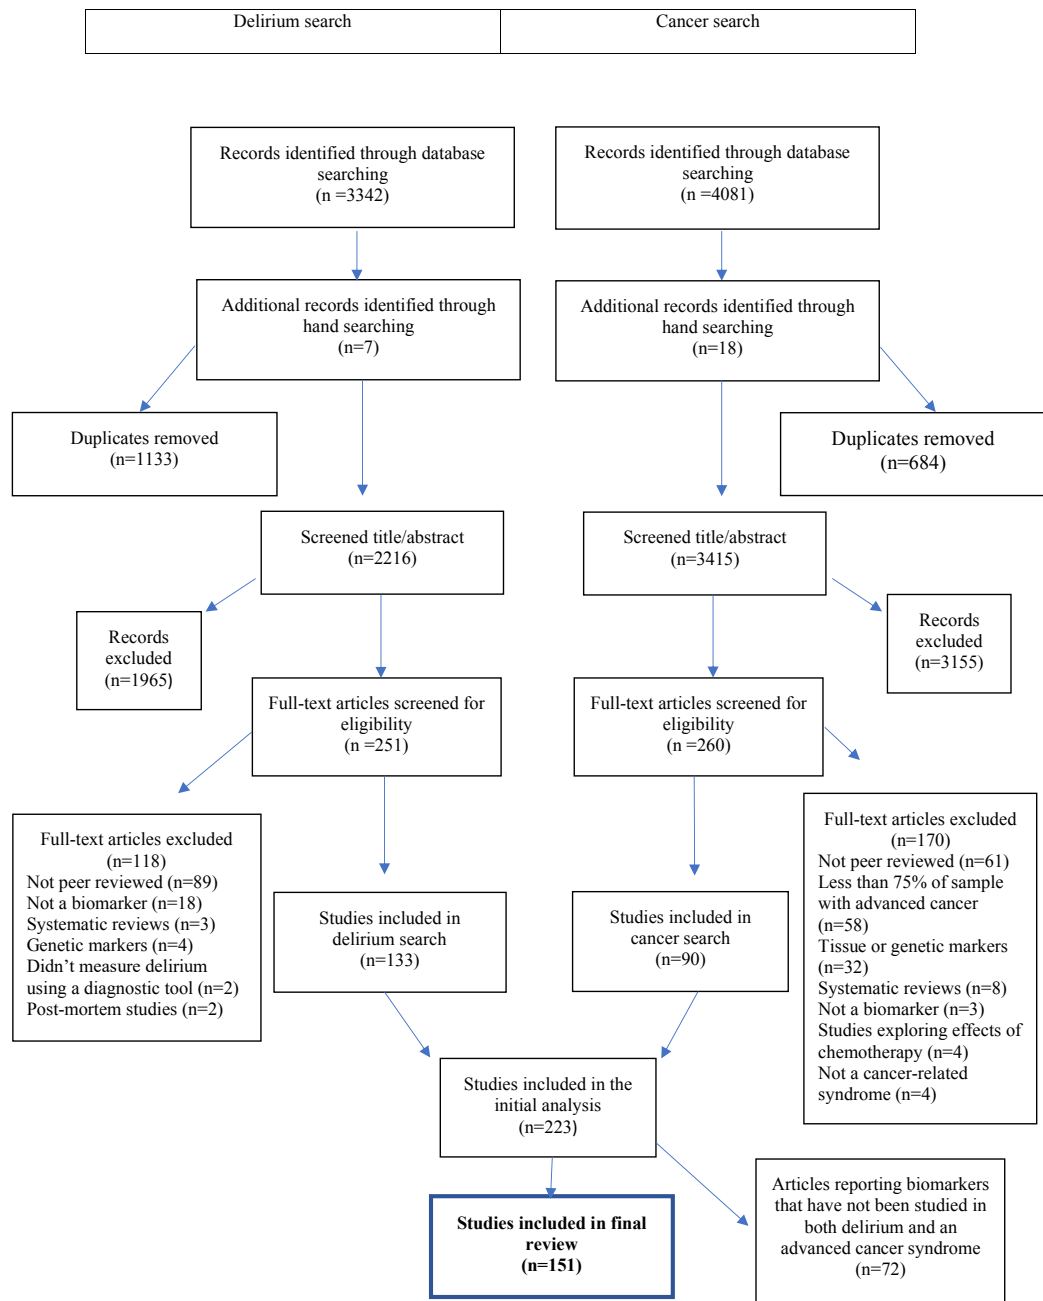 Delirium search
Cancer search
Records identified through database
searching
(n =3342)
Records identified through database
searching
(n =4081)
Additional records identified through
hand searching
(n=7)
Additional records identified through
hand searching
(n=18)
Duplicates removed
(n=1133)
Duplicates removed
(n=684)
Screened title/abstract
(n=2216)
Screened title/abstract
(n=3415)
Records
excluded
(n=1965)
Records
excluded
(n=3155)
Full-text articles screened for
eligibility
(n =251)
Full-text articles screened for
eligibility
(n =260)
Full-text articles excluded
(n=118)
Not peer reviewed (n=89)
Not a biomarker (n=18)
Systematic reviews (n=3)
Genetic markers (n=4)
Didn't measure delirium
using a diagnostic tool (n=2)
Post-mortem studies (n=2)
Full-text articles excluded
(n=170)
Not peer reviewed (n=61)
Less than 75% of sample
with advanced cancer
(n=58)
Tissue or genetic markers
(n=32)
Systematic reviews (n=8)
Not a biomarker (n=3)
Studies exploring effects of
chemotherapy (n=4)
Not a cancer-related
syndrome (n=4)
Studies included in
delirium search
(n=133)
Studies included in
cancer search
(n=90)
Studies included in the
initial analysis
(n=223)
Studies included in final
review
(n=151)
Articles reporting biomarkers
that have not been studied in
both delirium and an
advanced cancer syndrome
(n=72)